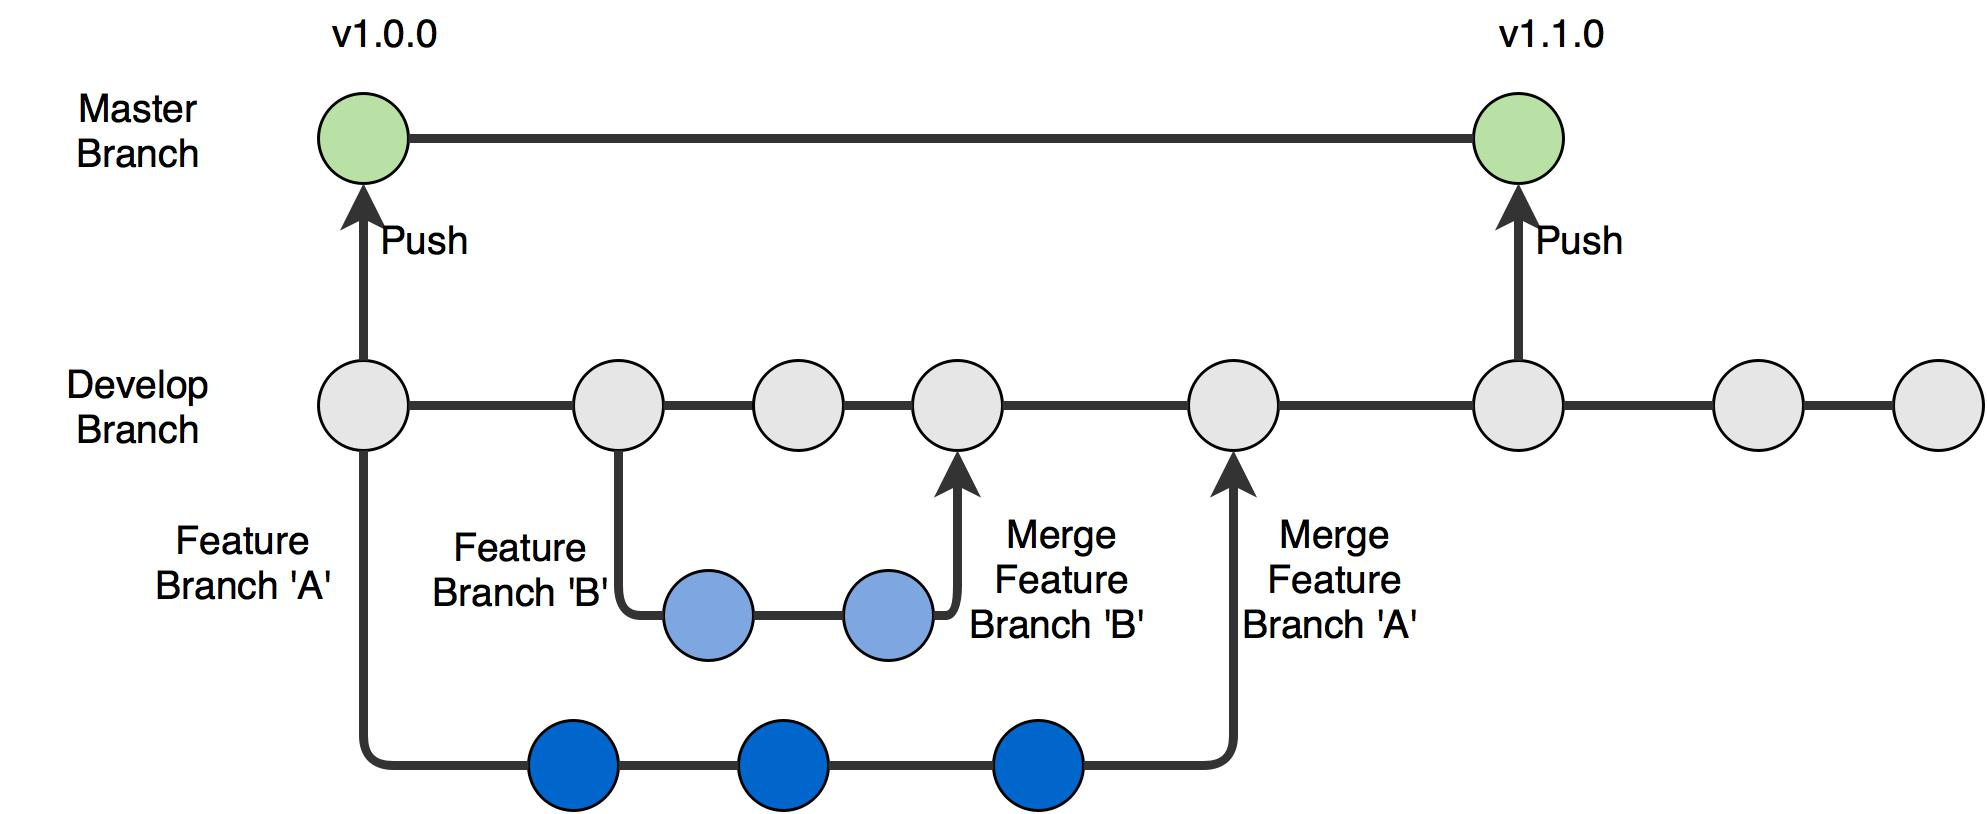 v1.0.0
v1.1.0
Master
Branch
Push
Push
Develop
Branch
Feature
Branch 'A'
Feature
Branch 'B'
Merge
Feature
Branch 'B'
Merge
Feature
Branch 'A'